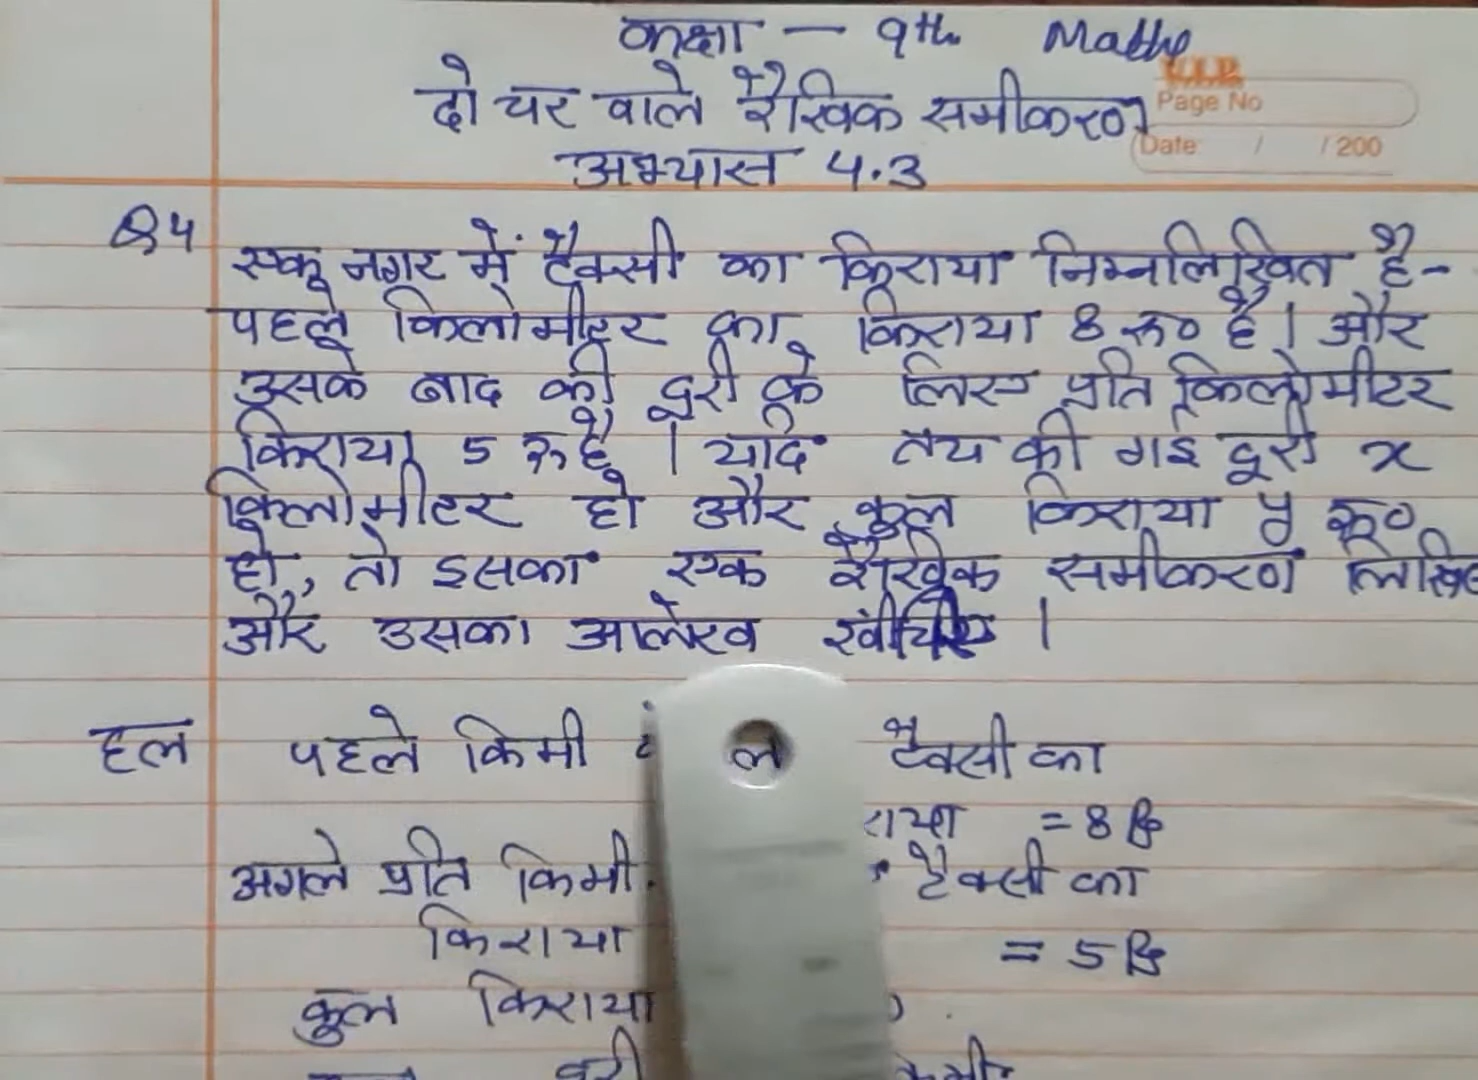 कक्षा — 9th Maths
दो चर वाले रैखिक समीकरण
V.I.P.
Page No
Date / / 200
अभ्यास 4.3
Q4 एक नगर में टैक्सी का किराया निम्नलिखित है-
पहले किलोमीटर का किराया 8 रू० है। और
उसके बाद की दूरी के लिए प्रति किलोमीटर
किराया 5 रू है। यदि तय की गई दूरी x
किलोमीटर हो और कुल किराया y रू०
हो, तो इसका एक रैखिक समीकरण
और उसका आलेख खींचिए।
हल पहले किमी ल टैक्सी का
राया = 8 ₨
अगले प्रति किमी. टैक्सी का
किराया = 5 ₨
कुल किराया